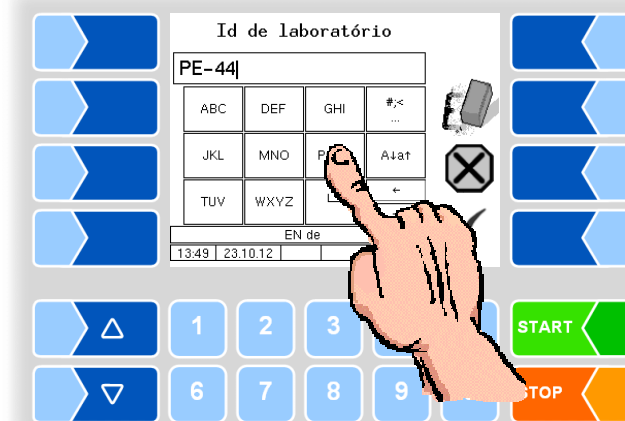 Id de laboratório
PE-44
ABC DEF GHI #;<
...
JKL MNO P A↓a↑
TUV WXYZ ←
EN de
13:49 23.10.12
1 2 3
START
6 7 8 9
STOP